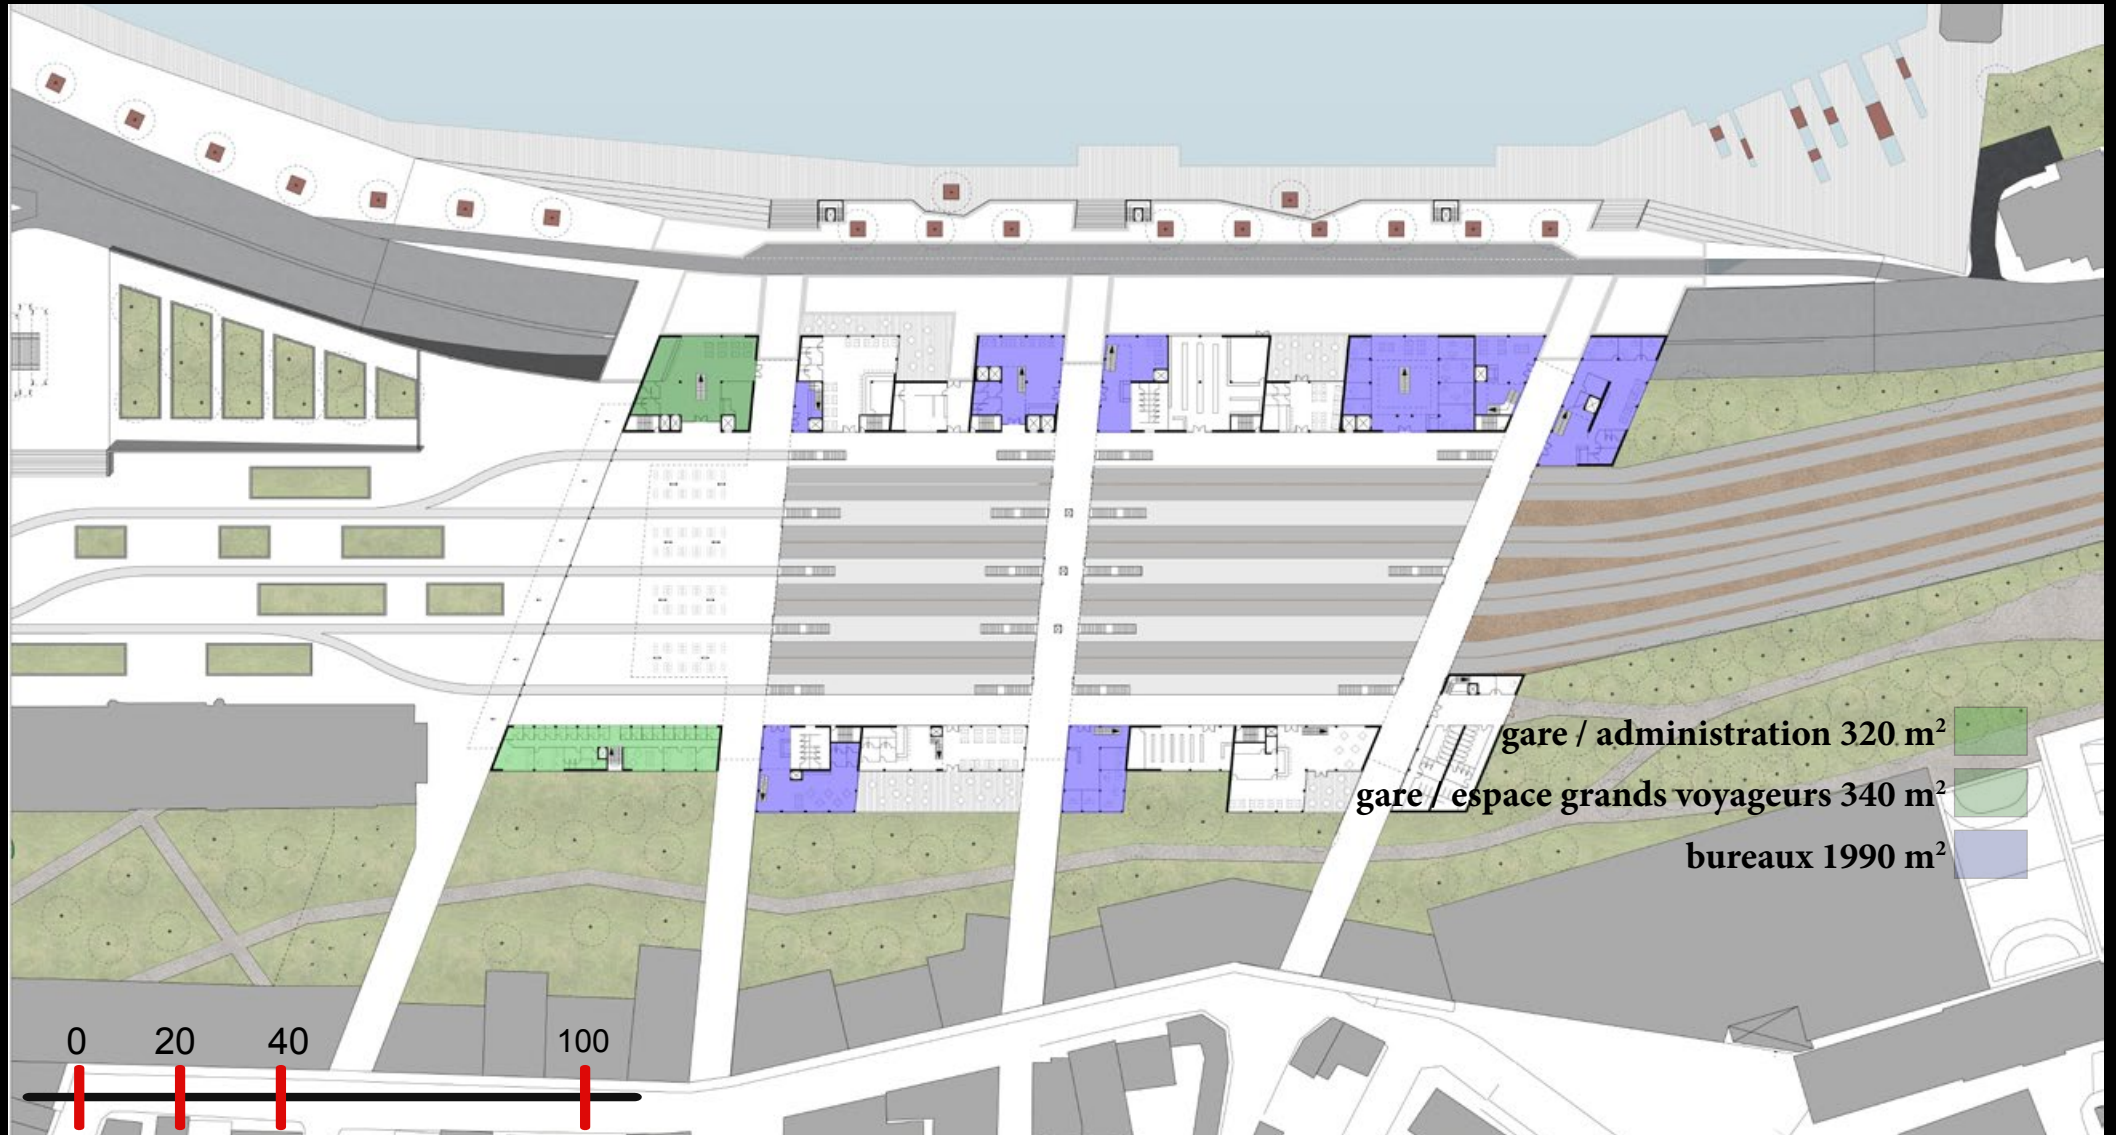 gare / administration 320 m²
gare / espace grands voyageurs 340 m²
bureaux 1990 m²
0 20 40 100